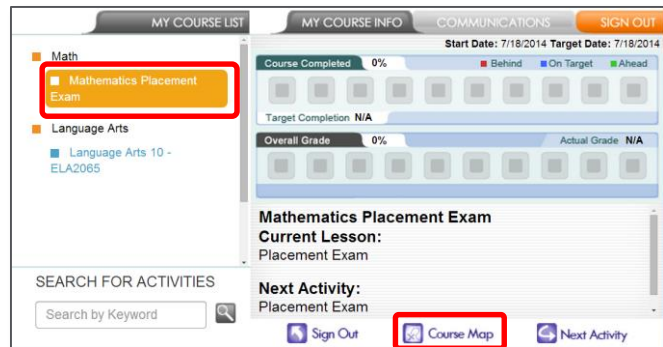 MY COURSE LIST
MY COURSE INFO
COMMUNICATIONS
SIGN OUT
Math
Mathematics Placement
Exam
Language Arts
Language Arts 10 -
ELA2065
SEARCH FOR ACTIVITIES
Search by Keyword
Start Date: 7/18/2014 Target Date: 7/18/2014
Course Completed 0%
Behind
On Target
Ahead
Target Completion N/A
Overall Grade 0%
Actual Grade N/A
Mathematics Placement Exam
Current Lesson:
Placement Exam
Next Activity:
Placement Exam
Sign Out
Course Map
Next Activity